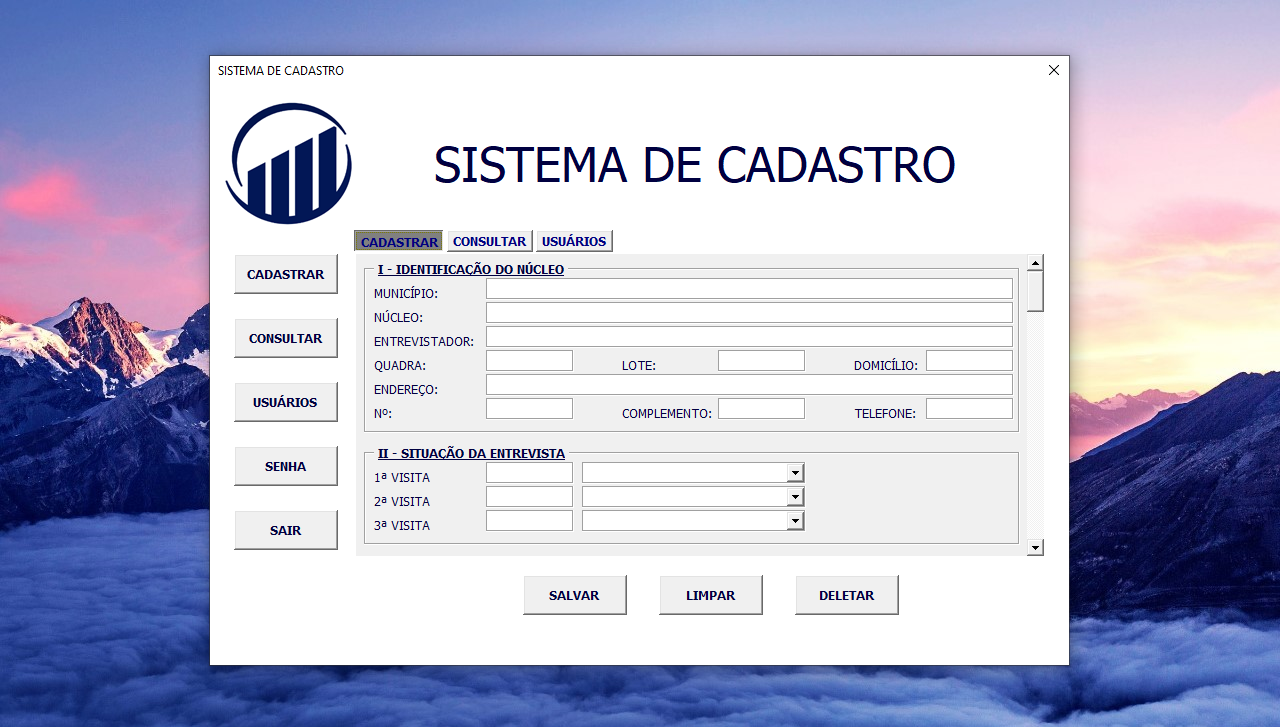 SISTEMA DE CADASTRO
SISTEMA DE CADASTRO
CADASTRAR CONSULTAR USUÁRIOS
CADASTRAR
CONSULTAR
USUÁRIOS
SENHA
SAIR
I - IDENTIFICAÇÃO DO NÚCLEO
MUNICÍPIO:
NÚCLEO:
ENTREVISTADOR:
QUADRA: LOTE: DOMICÍLIO:
ENDEREÇO:
Nº: COMPLEMENTO: TELEFONE:
II - SITUAÇÃO DA ENTREVISTA
1ª VISITA
2ª VISITA
3ª VISITA
SALVAR LIMPAR DELETAR